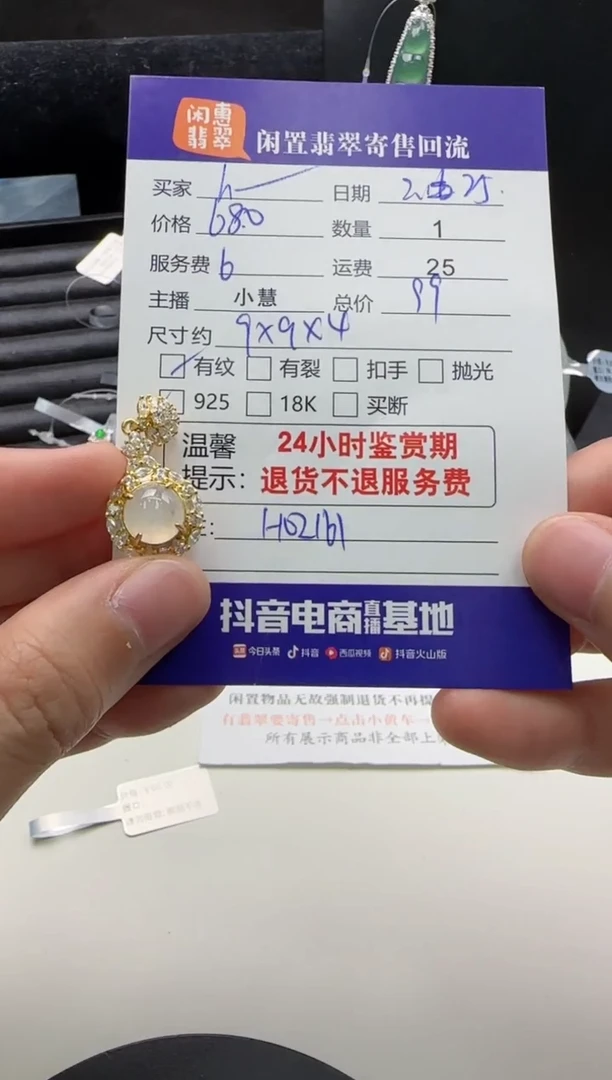 闲惠
翡翠
闲置翡翠寄售回流
买家 日期
价格 680 数量 1
服务费 6 运费 25
主播 小慧 总价 99
尺寸约 9x9x4
有纹 有裂 扣手 抛光
925 18K 买断
温馨 24小时鉴赏期
提示: 退货不退服务费
: H02161
抖音电商直播基地
今日头条 抖音 西瓜视频 抖音火山版
闲置物品无故强制退货不再提
有翡翠要寄售→点击小黄车→
所有展示商品非全部上